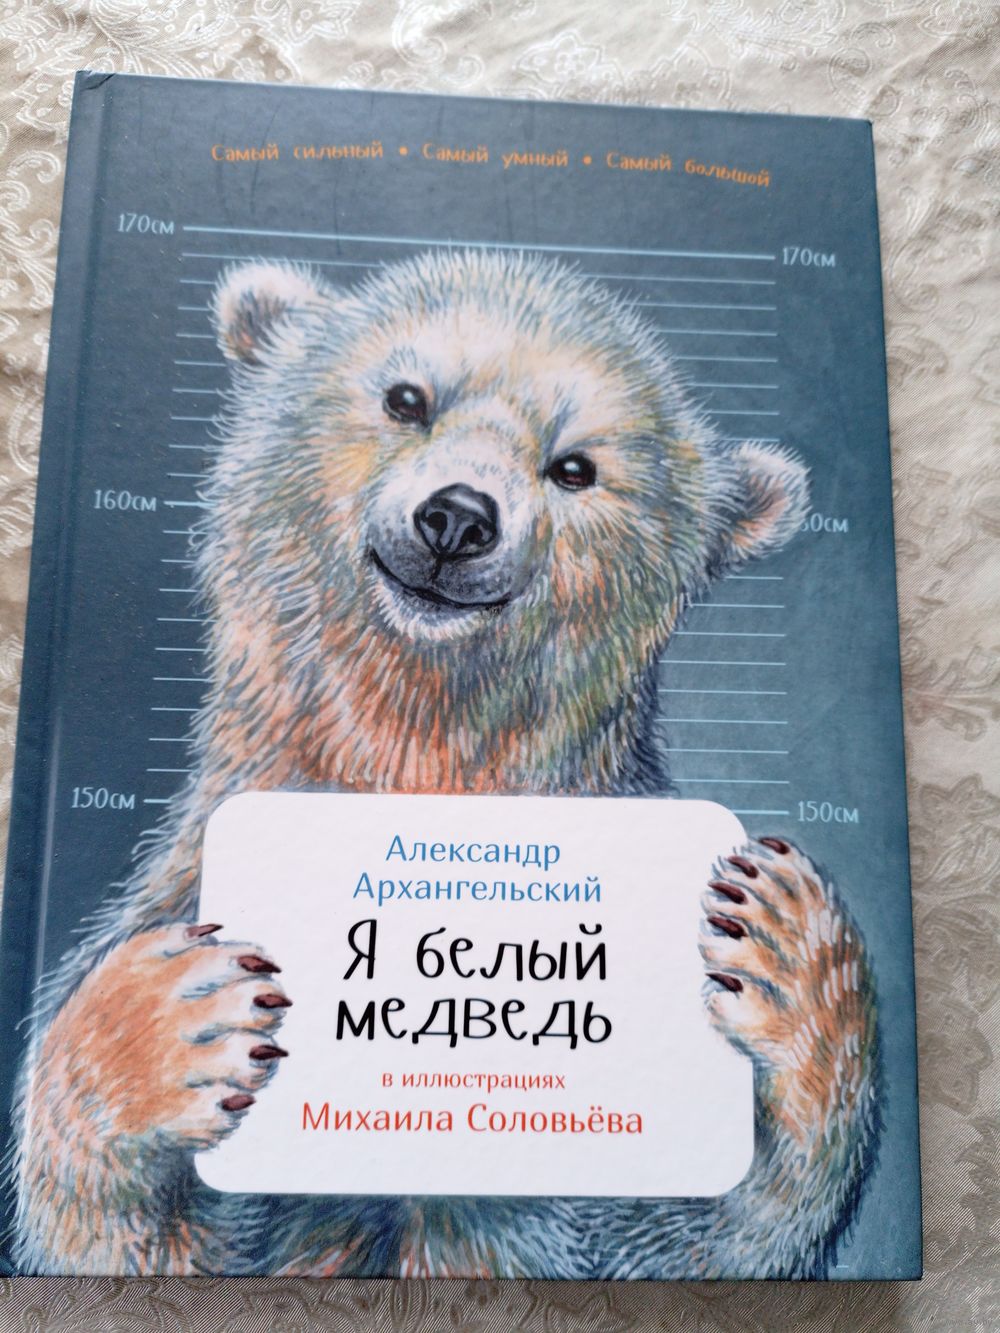 Самый сильный • Самый умный • Самый большой
170см
170см
160см
150см
150см
Александр
Архангельский
Я белый
медведь
в иллюстрациях
Михаила Соловьёва